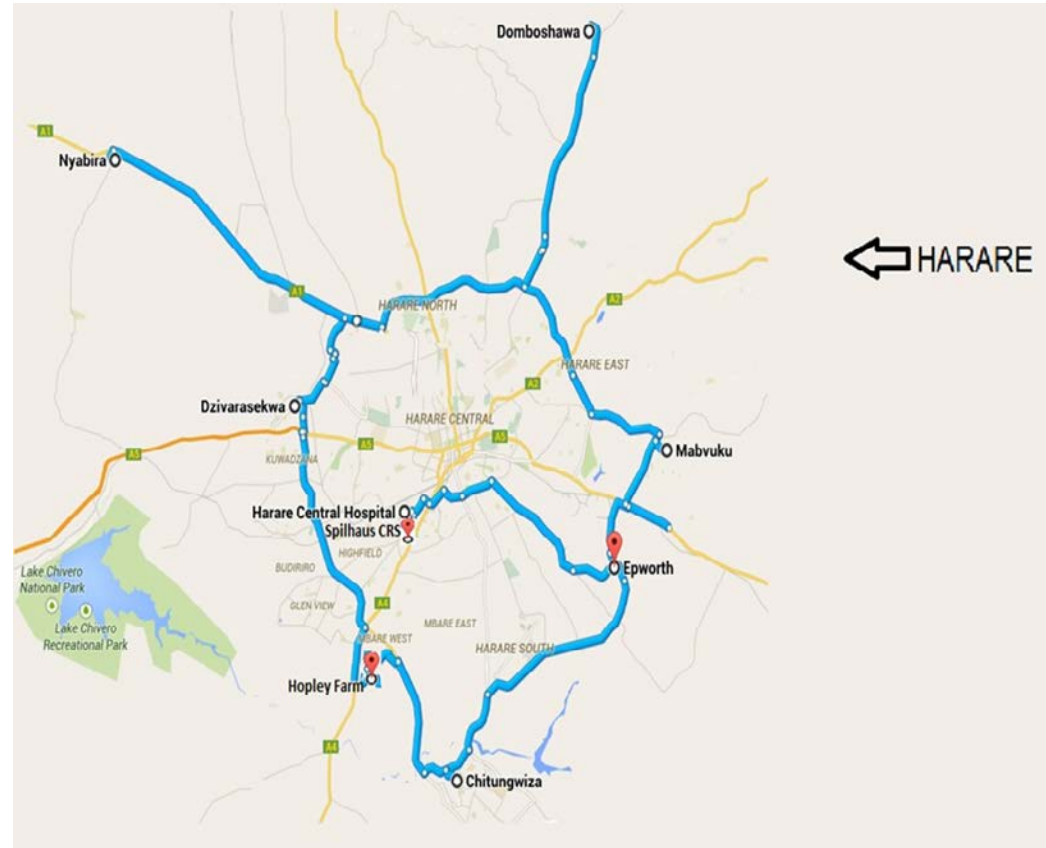 Domboshawa
A1
Nyabira
HARARE
A1
HARARE NORTH
A2
HARARE EAST
A2
Dzivarasekwa
HARARE CENTRAL
A5
A5
A5
KUWADZANA
Mabvuku
Harare Central Hospital
Spilhaus CRS
HIGHFIELD
Epworth
BUDIRIRO
Lake Chivero
National Park
GLEN VIEW
A4
Lake Chivero
Recreational Park
MBARE EAST
MBARE WEST
HARARE SOUTH
Hopley Farm
A4
Chitungwiza